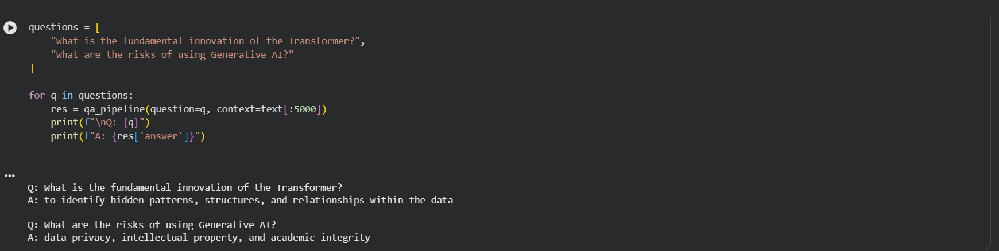 questions = [
    "What is the fundamental innovation of the Transformer?",
    "What are the risks of using Generative AI?"
]
for q in questions:
    res = qa_pipeline(question=q, context=text[:5000])
    print(f"\nQ: {q}")
    print(f"A: {res['answer']}")
Q: What is the fundamental innovation of the Transformer?
A: to identify hidden patterns, structures, and relationships within the data
Q: What are the risks of using Generative AI?
A: data privacy, intellectual property, and academic integrity